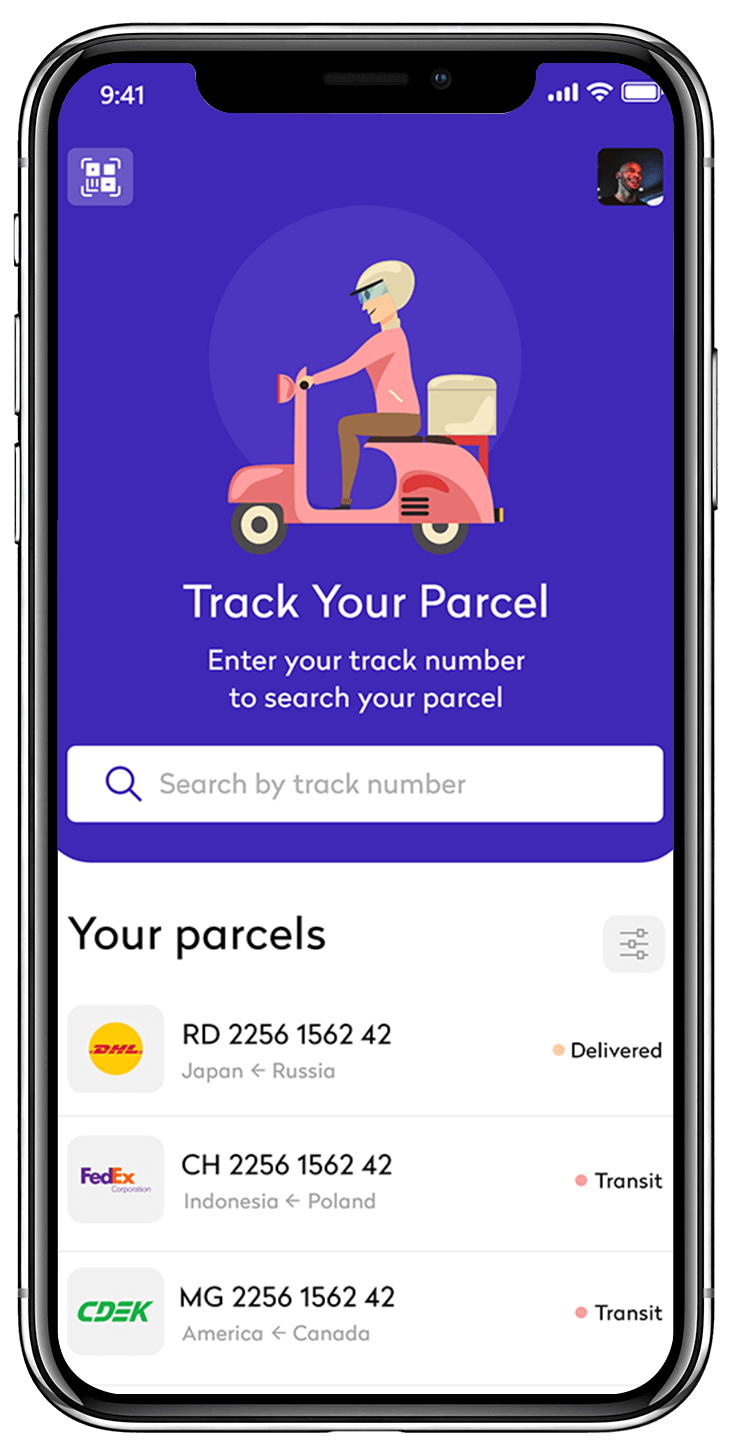 9:41
Track Your Parcel
Enter your track number
to search your parcel
Search by track number
Your parcels
DHL
RD 2256 1562 42
Japan ← Russia
Delivered
FedEx
Corporation
CH 2256 1562 42
Indonesia ← Poland
Transit
CDEK
MG 2256 1562 42
America ← Canada
Transit